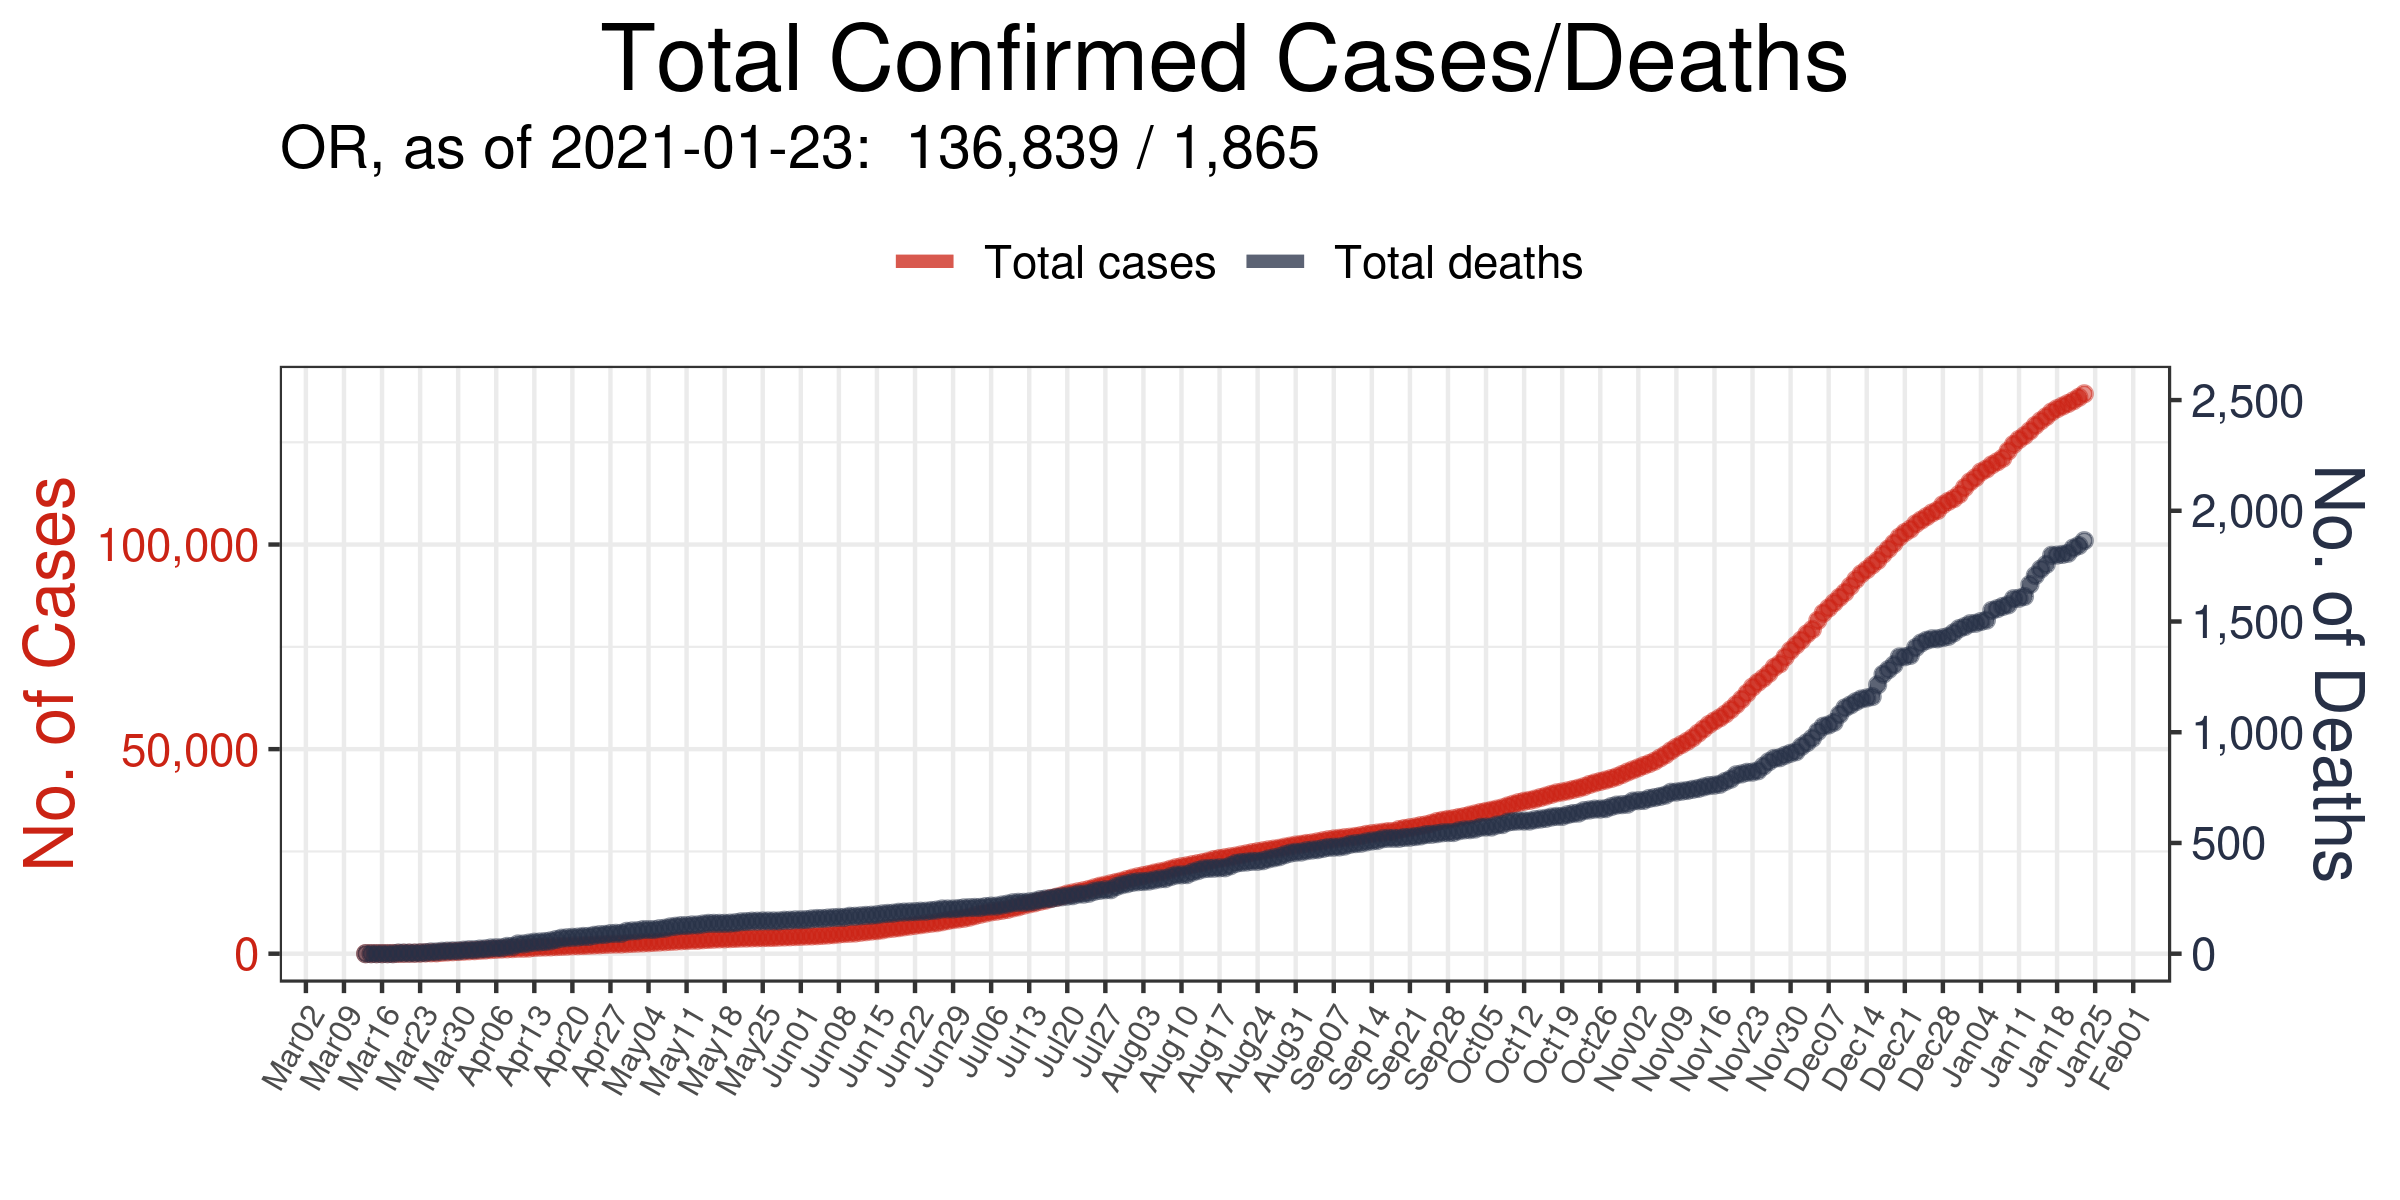 Total Confirmed Cases/Deaths
OR, as of 2021-01-23:  136,839 / 1,865
Total cases
Total deaths
No. of Cases
100,000
50,000
0
2,500
2,000
1,500
1,000
500
0
No. of Deaths
Mar02
Mar09
Mar16
Mar23
Mar30
Apr06
Apr13
Apr20
Apr27
May04
May11
May18
May25
Jun01
Jun08
Jun15
Jun22
Jun29
Jul06
Jul13
Jul20
Jul27
Aug03
Aug10
Aug17
Aug24
Aug31
Sep07
Sep14
Sep21
Sep28
Oct05
Oct12
Oct19
Oct26
Nov02
Nov09
Nov16
Nov23
Nov30
Dec07
Dec14
Dec21
Dec28
Jan04
Jan11
Jan18
Jan25
Feb01